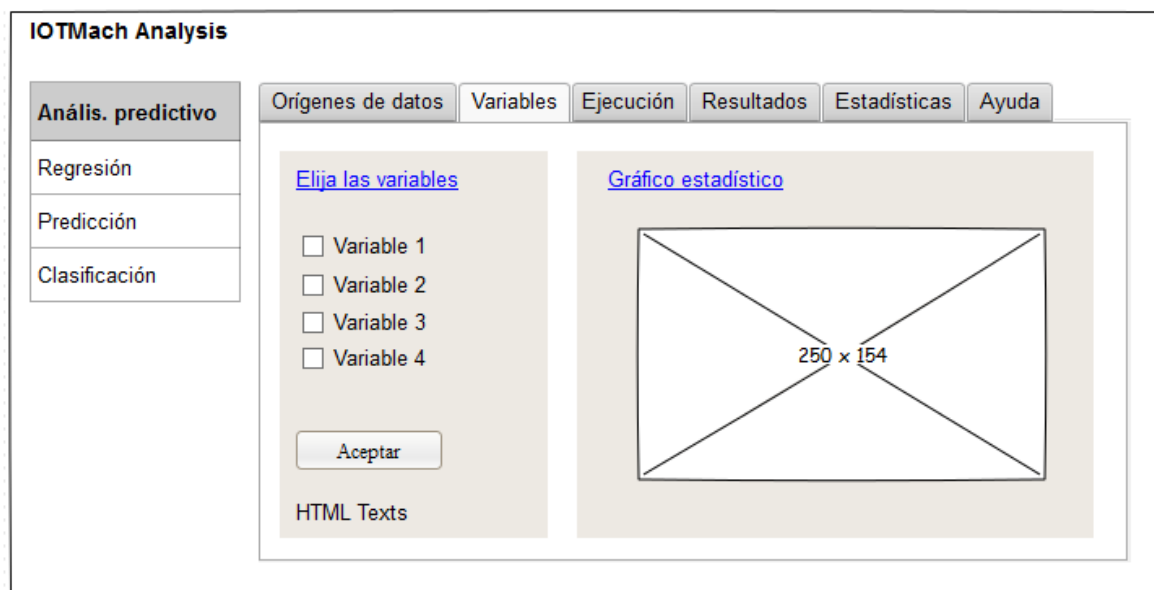 IOTMach Analysis
Anális. predictivo
Regresión
Predicción
Clasificación
Orígenes de datos
Variables
Ejecución
Resultados
Estadísticas
Ayuda
Elija las variables
Variable 1
Variable 2
Variable 3
Variable 4
Aceptar
HTML Texts
Gráfico estadístico
250 x 154